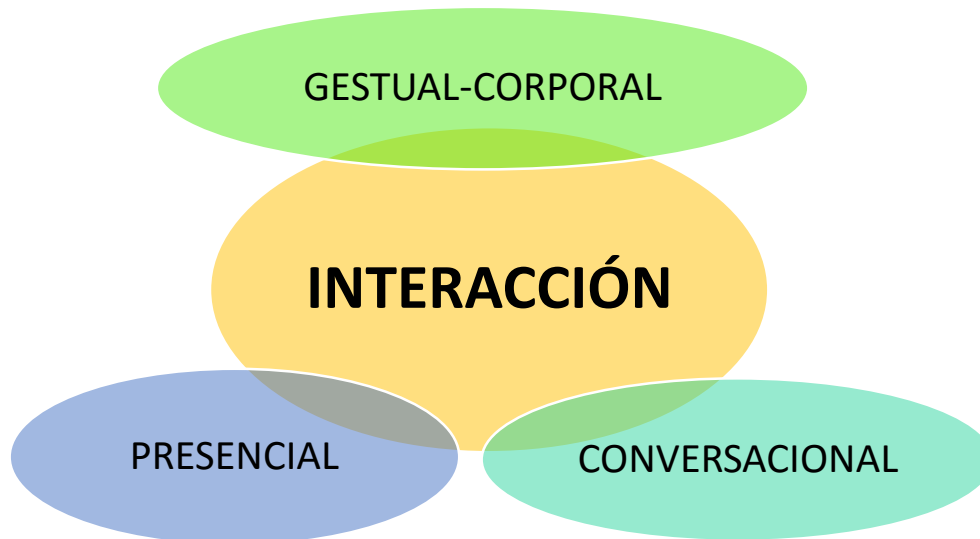 GESTUAL-CORPORAL
INTERACCIÓN
PRESENCIAL
CONVERSACIONAL